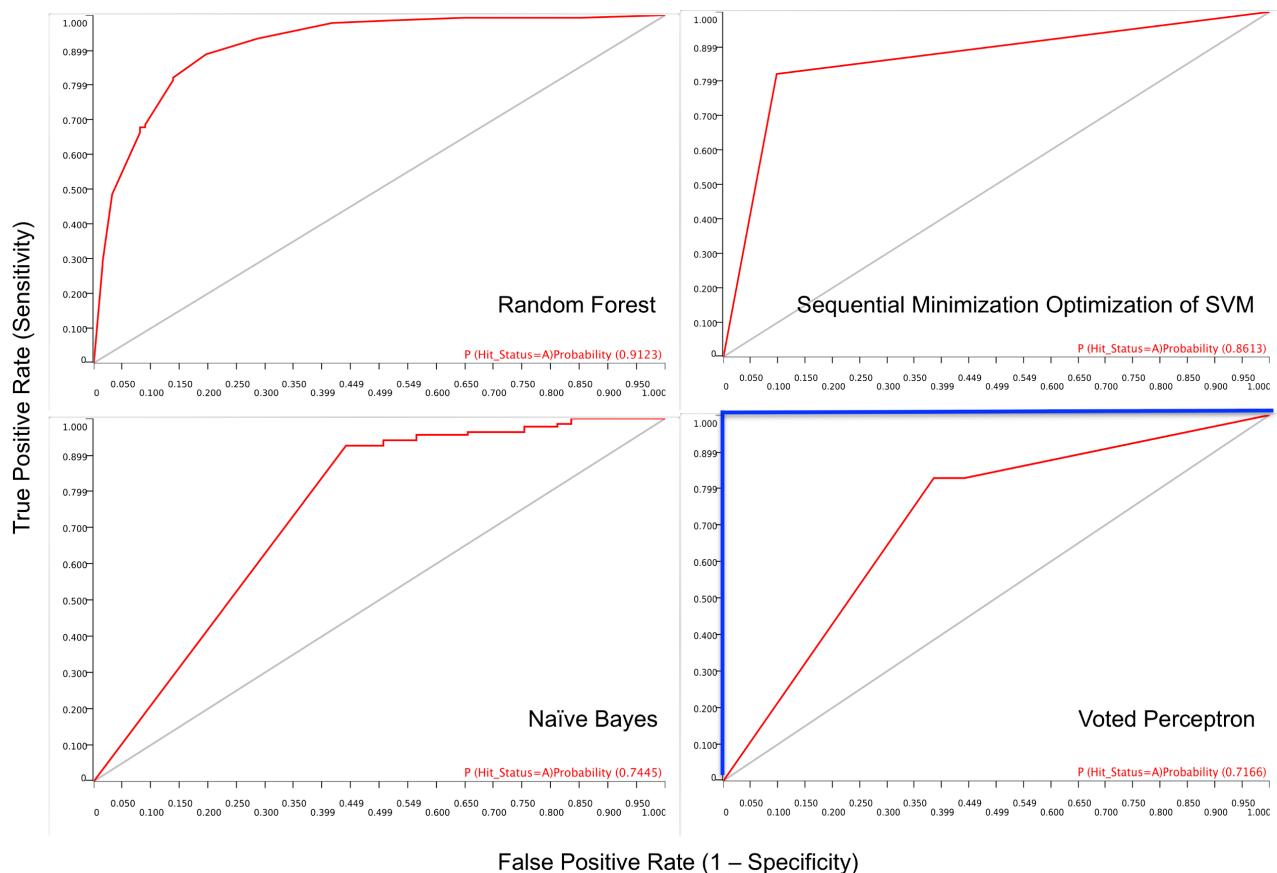 True Positive Rate (Sensitivity)
1.000
0.899
0.799
0.700
0.600
0.500
0.400
0.300
0.200
0.100
0
Random Forest
P (Hit_Status=A)Probability (0.9123)
0 0.050 0.150 0.250 0.350 0.449 0.549 0.650 0.750 0.850 0.950
0.100 0.200 0.300 0.399 0.499 0.600 0.700 0.800 0.900 1.000
1.000
0.899
0.799
0.700
0.600
0.500
0.400
0.300
0.200
0.100
0
Sequential Minimization Optimization of SVM
P (Hit_Status=A)Probability (0.8613)
0 0.050 0.150 0.250 0.350 0.449 0.549 0.650 0.750 0.850 0.950
0.100 0.200 0.300 0.399 0.499 0.600 0.700 0.800 0.900 1.000
1.000
0.899
0.799
0.700
0.600
0.500
0.400
0.300
0.200
0.100
0
Naïve Bayes
P (Hit_Status=A)Probability (0.7445)
0 0.050 0.150 0.250 0.350 0.449 0.549 0.650 0.750 0.850 0.950
0.100 0.200 0.300 0.399 0.499 0.600 0.700 0.800 0.900 1.000
1.000
0.899
0.799
0.700
0.600
0.500
0.400
0.300
0.200
0.100
0
Voted Perceptron
P (Hit_Status=A)Probability (0.7166)
0 0.050 0.150 0.250 0.350 0.449 0.549 0.650 0.750 0.850 0.950
0.100 0.200 0.300 0.399 0.499 0.600 0.700 0.800 0.900 1.000
False Positive Rate (1 – Specificity)